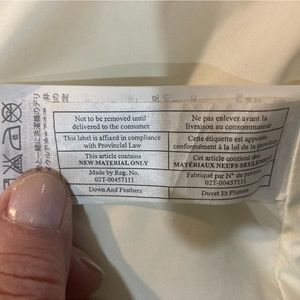 Not to be removed until
delivered to the consumer
Ne pas enlever avant la
livraison au consommateur
This label is affixed in compliance
with Provincial Law
Cette étiquette est apposée
conformément à la loi de la province
This article contains
NEW MATERIAL ONLY
Cet article contient des
MATÉRIAUX NEUFS SEULEMENT
Made by Reg. No.
02T-00457111
Fabriqué par N° de permis
02T-00457111
Down And Feathers
Duvet Et Plumes